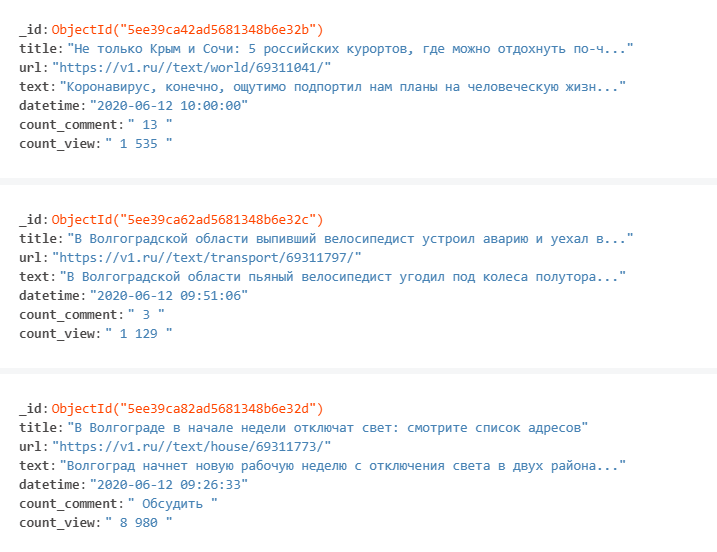 _id: ObjectId("5ee39ca42ad5681348b6e32b")
title: "Не только Крым и Сочи: 5 российских курортов, где можно отдохнуть по-ч..."
url: "https://v1.ru//text/world/69311041/"
text: "Коронавирус, конечно, ощутимо подпортил нам планы на человеческую жизн..."
datetime: "2020-06-12 10:00:00"
count_comment: " 13 "
count_view: " 1 535 "
_id: ObjectId("5ee39ca62ad5681348b6e32c")
title: "В Волгоградской области выпивший велосипедист устроил аварию и уехал в..."
url: "https://v1.ru//text/transport/69311797/"
text: "В Волгоградской области пьяный велосипедист угодил под колеса полутора..."
datetime: "2020-06-12 09:51:06"
count_comment: " 3 "
count_view: " 1 129 "
_id: ObjectId("5ee39ca82ad5681348b6e32d")
title: "В Волгограде в начале недели отключат свет: смотрите список адресов"
url: "https://v1.ru//text/house/69311773/"
text: "Волгоград начнет новую рабочую неделю с отключения света в двух района..."
datetime: "2020-06-12 09:26:33"
count_comment: " Обсудить "
count_view: " 8 980 "